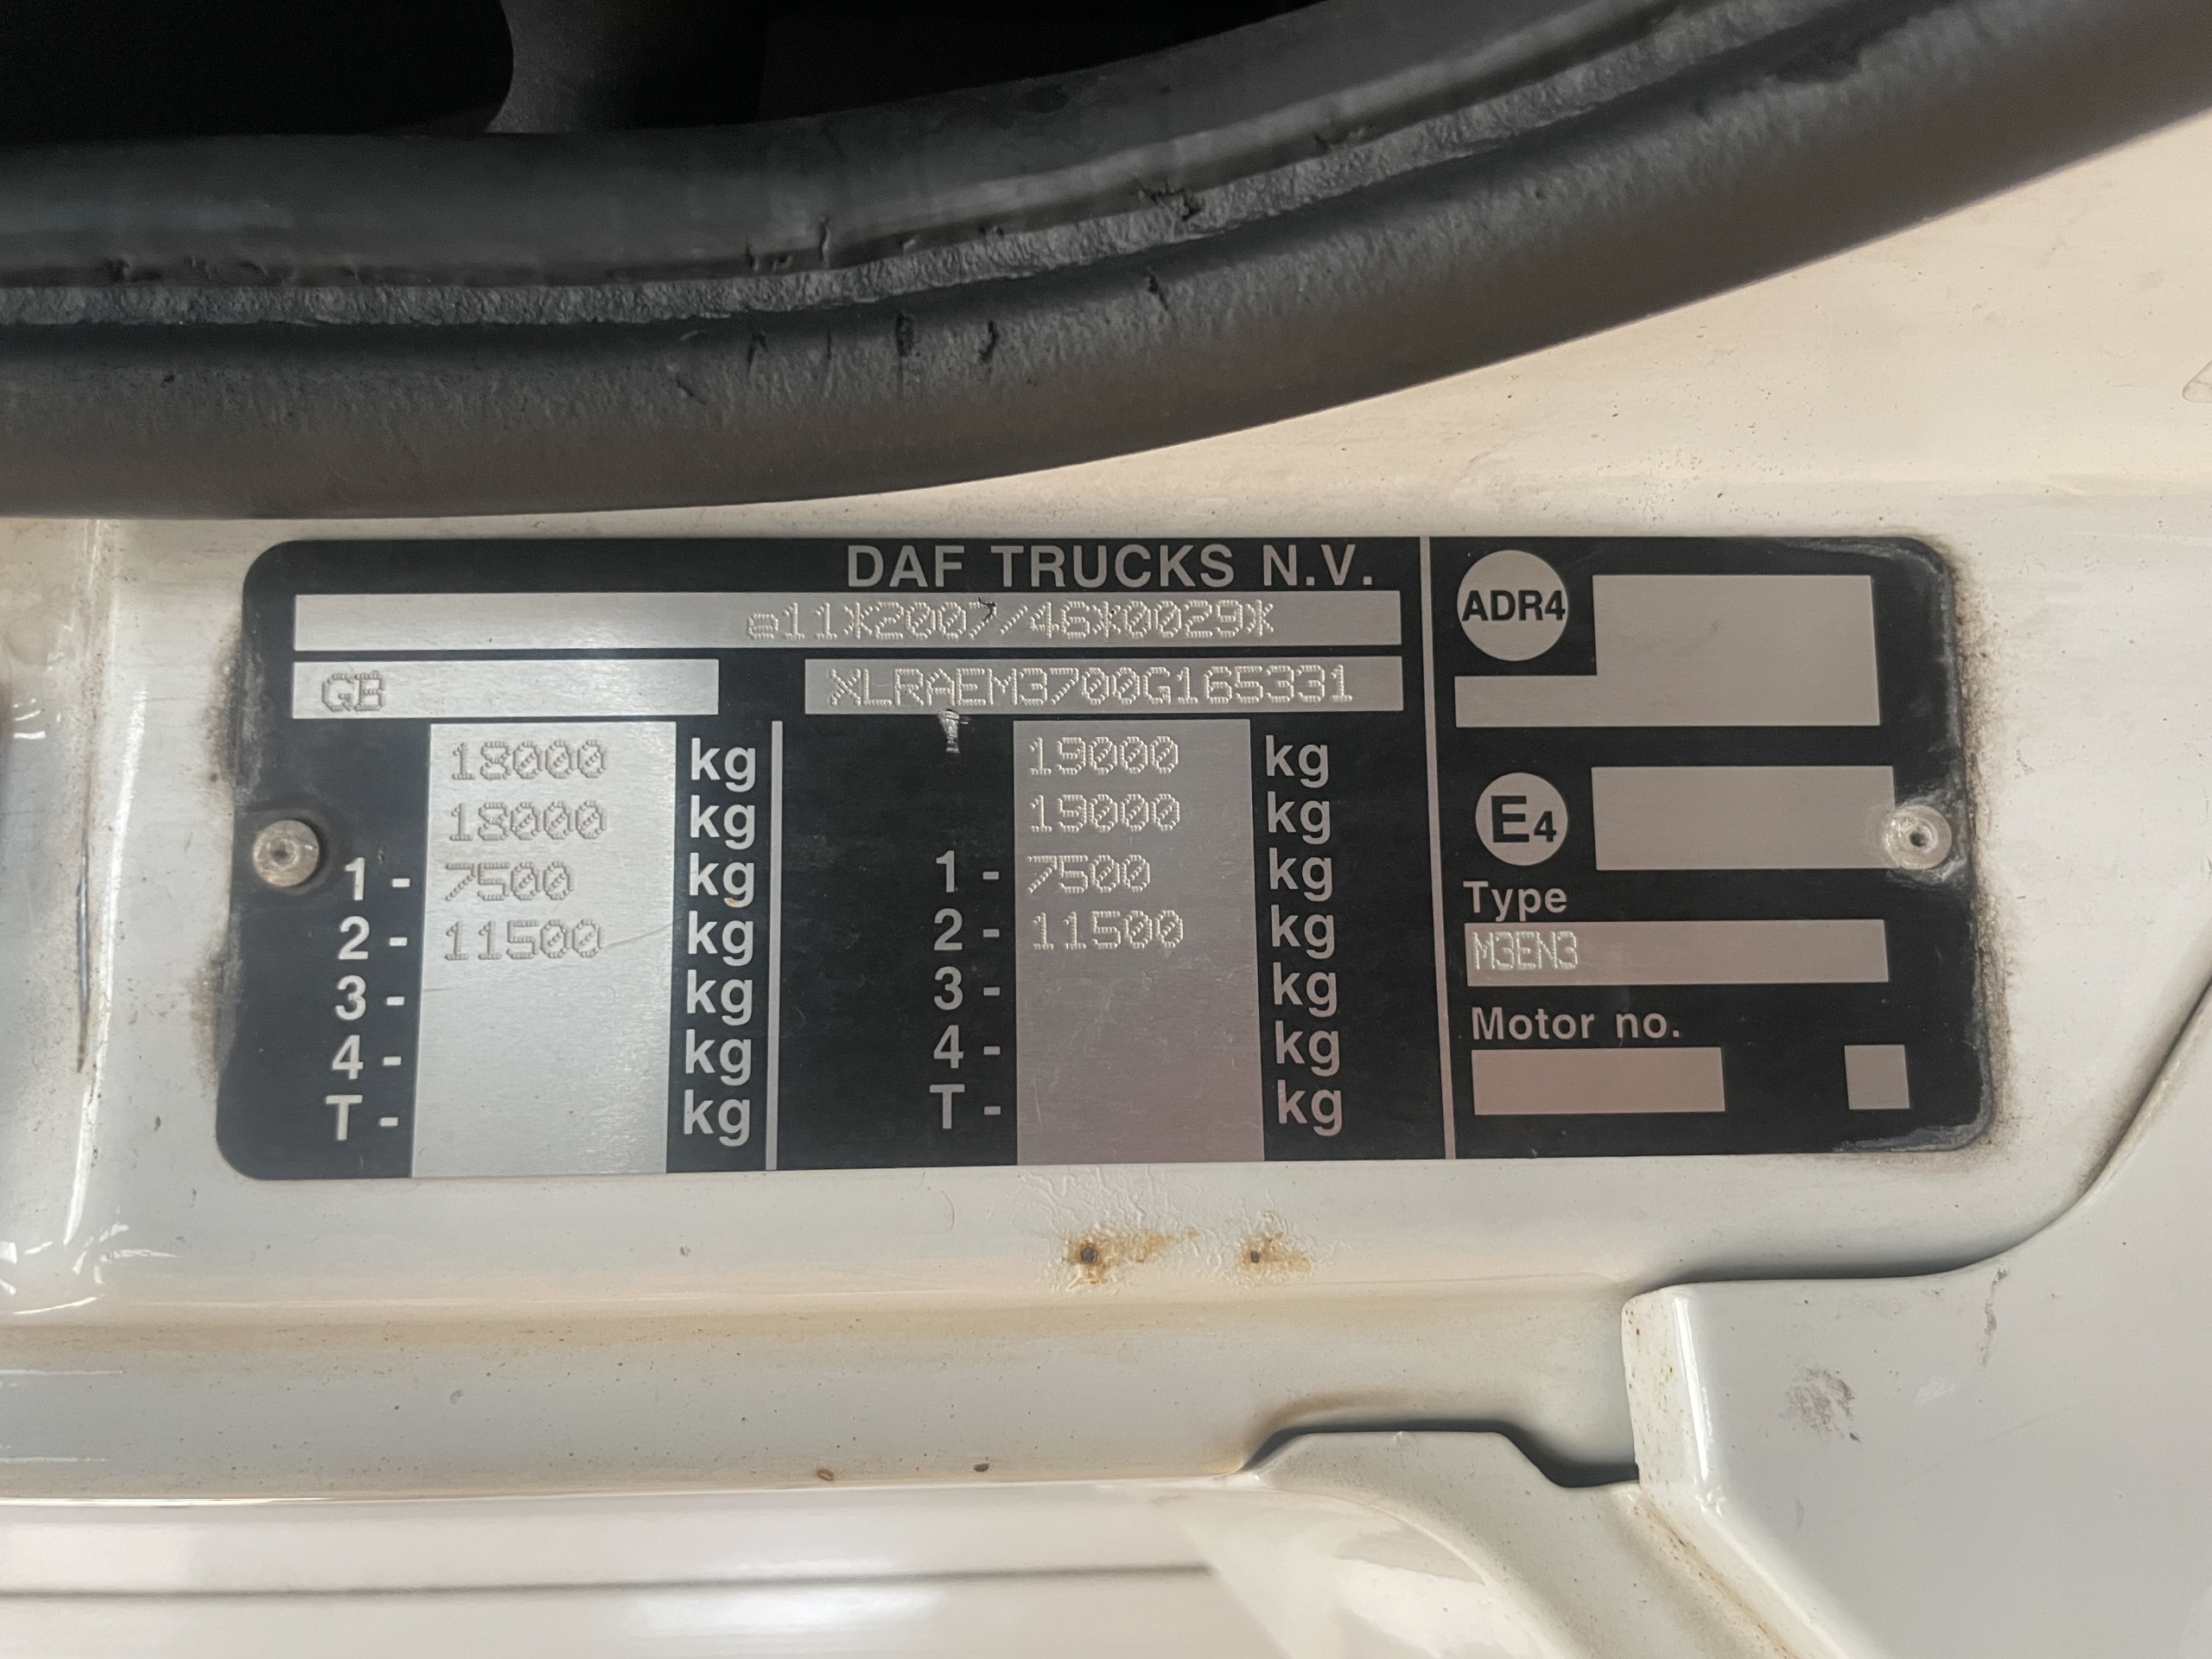 DAF TRUCKS N.V.
e11*2007/46*0029*
GB XLRAEM3700G165331
18000 kg 19000 kg
18000 kg 19000 kg
1 - 7500 kg 1 - 7500 kg
2 - 11500 kg 2 - 11500 kg
3 - kg 3 - kg
4 - kg 4 - kg
T - kg T - kg
ADR4
E4
Type
M3EN3
Motor no.